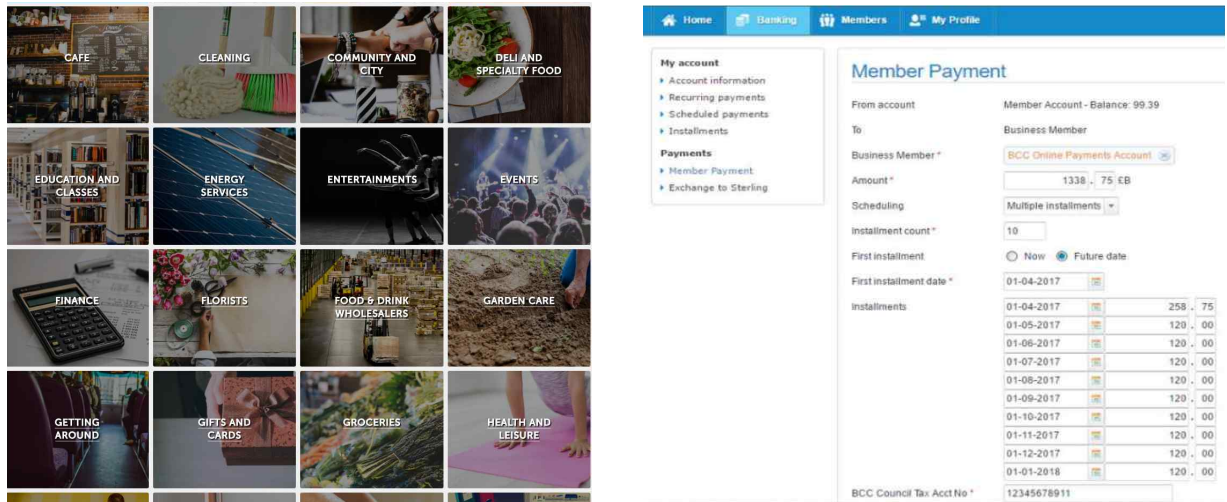 CAFE
CLEANING
COMMUNITY AND
CITY
DELI AND
SPECIALTY FOOD
EDUCATION AND
CLASSES
ENERGY
SERVICES
ENTERTAINMENTS
EVENTS
FINANCE
FLORISTS
FOOD & DRINK
WHOLESALERS
GARDEN CARE
GETTING
AROUND
GIFTS AND
CARDS
GROCERIES
HEALTH AND
LEISURE
Home Banking Members My Profile
My account
Account information
Recurring payments
Scheduled payments
Installments
Payments
Member Payment
Exchange to Sterling
Member Payment
From account Member Account - Balance: 99.39
To Business Member
Business Member * BCC Online Payments Account
Amount * 1338 . 75 £B
Scheduling Multiple installments
Installment count * 10
First installment Now Future date
First installment date * 01-04-2017
Installments 01-04-2017 258 . 75
01-05-2017 120 . 00
01-06-2017 120 . 00
01-07-2017 120 . 00
01-08-2017 120 . 00
01-09-2017 120 . 00
01-10-2017 120 . 00
01-11-2017 120 . 00
01-12-2017 120 . 00
01-01-2018 120 . 00
BCC Council Tax Acct No * 12345678911